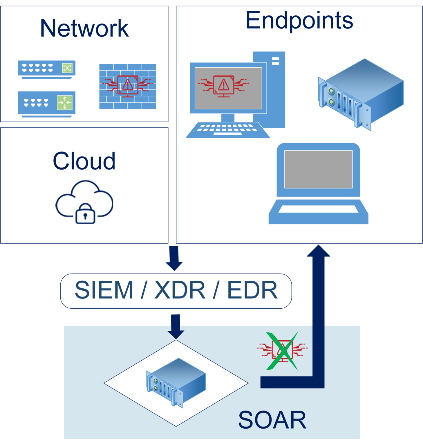 Network
Endpoints
Cloud
SIEM / XDR / EDR
SOAR